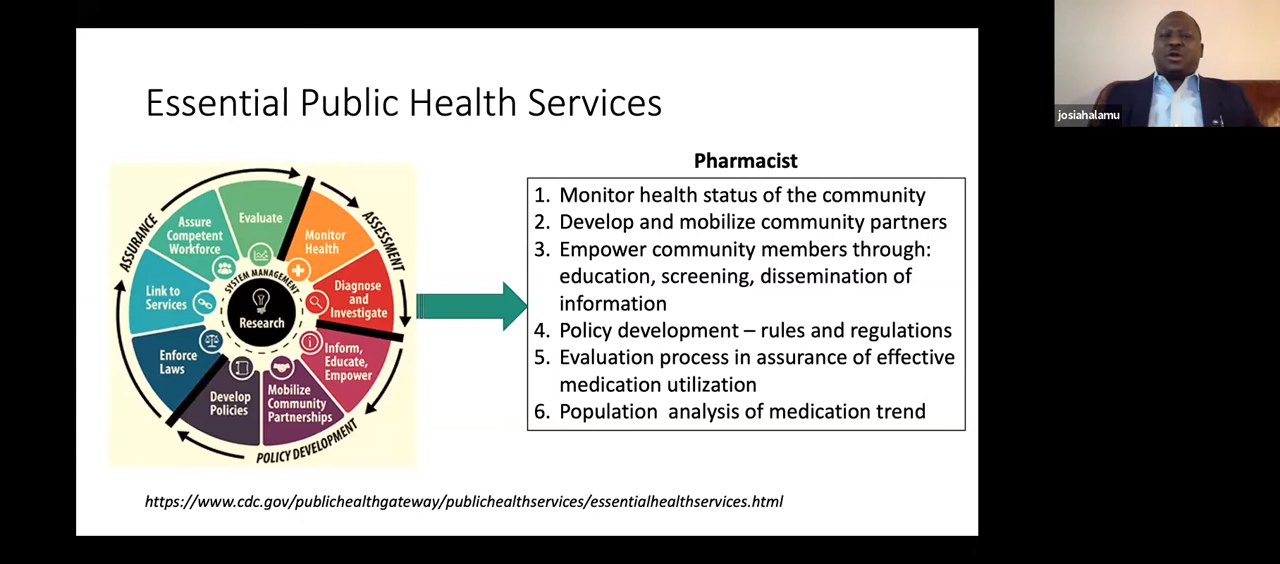 Essential Public Health Services
josiahalamu
Pharmacist
1. Monitor health status of the community
2. Develop and mobilize community partners
3. Empower community members through:
education, screening, dissemination of
information
4. Policy development – rules and regulations
5. Evaluation process in assurance of effective
medication utilization
6. Population analysis of medication trend
ASSURANCE
ASSESSMENT
POLICY DEVELOPMENT
Evaluate
Monitor
Health
Diagnose
and
Investigate
Inform,
Educate,
Empower
Mobilize
Community
Partnerships
Develop
Policies
Enforce
Laws
Link to
Services
Assure
Competent
Workforce
SYSTEM MANAGEMENT
Research
https://www.cdc.gov/publichealthgateway/publichealthservices/essentialhealthservices.html